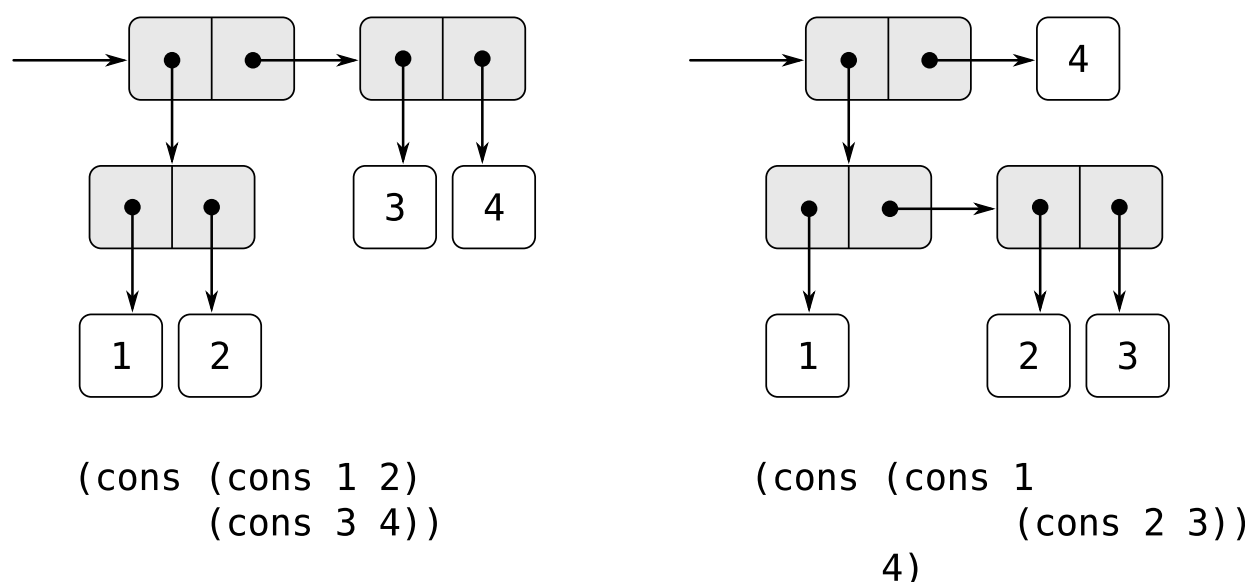 4
3 4
1 2
1 2 3
(cons (cons 1 2)
(cons 3 4))
(cons (cons 1
(cons 2 3))
4)